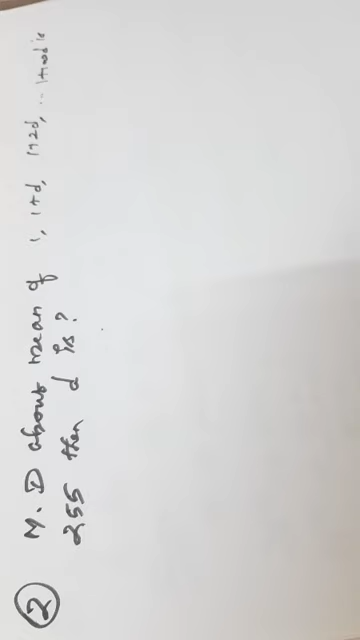 ② M.D about mean of 1, 1+d, 1+2d, .. 1+100d is
255 then d is?